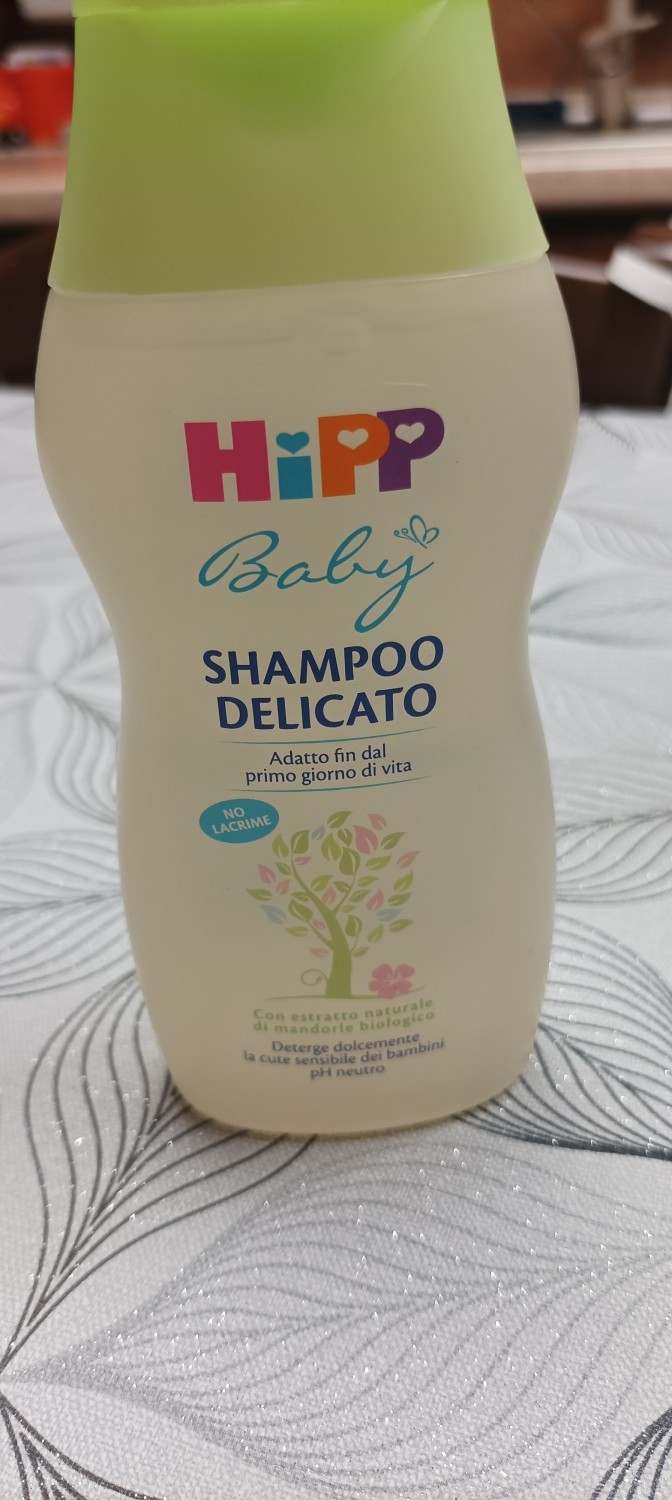 HiPP
Baby
SHAMPOO
DELICATO
Adatto fin dal
primo giorno di vita
NO
LACRIME
Con estratto naturale
di mandorle biologico
Deterge dolcemente
la cute sensibile dei bambini
pH neutro